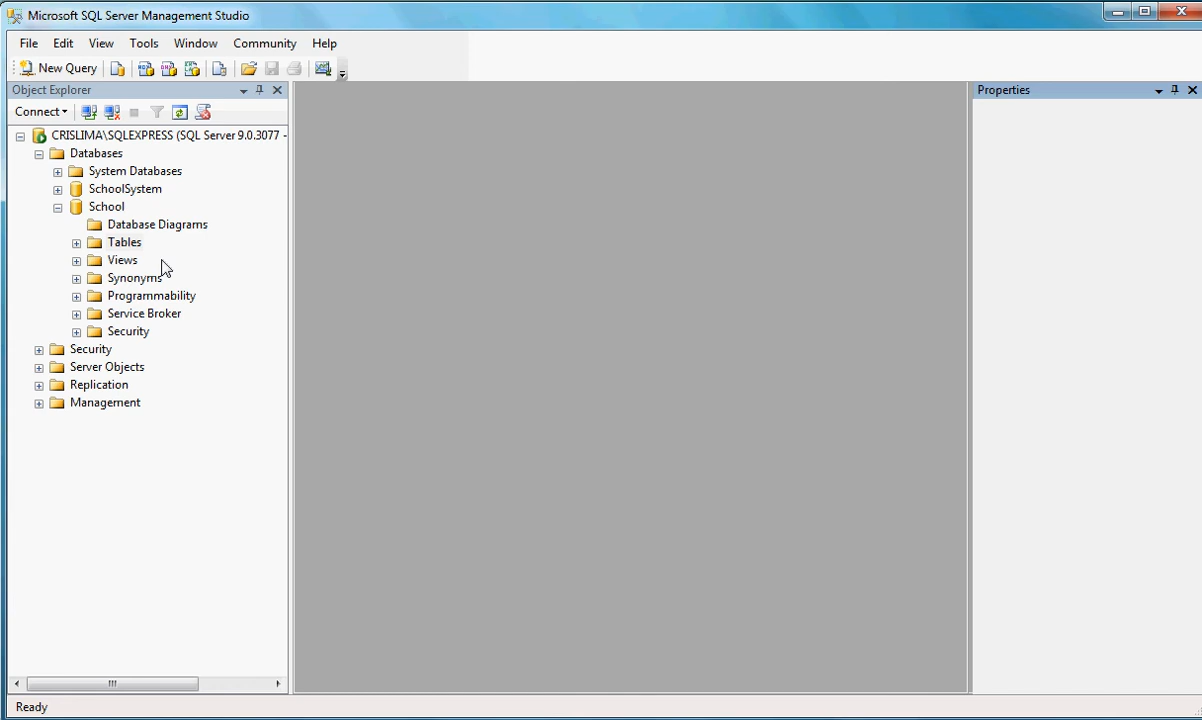 Microsoft SQL Server Management Studio
File Edit View Tools Window Community Help
New Query
Object Explorer
Properties
Connect
CRISLIMA\SQLEXPRESS (SQL Server 9.0.3077 -
Databases
System Databases
SchoolSystem
School
Database Diagrams
Tables
Views
Synonyms
Programmability
Service Broker
Security
Security
Server Objects
Replication
Management
Ready